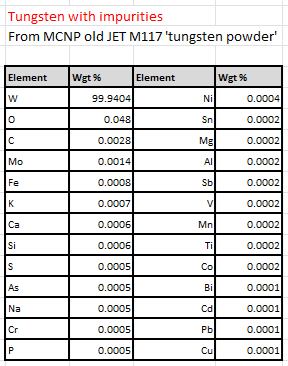 Tungsten with impurities
From MCNP old JET M117 'tungsten powder'
Element Wgt % Element Wgt %
W 99.9404 Ni 0.0004
O 0.048 Sn 0.0002
C 0.0028 Mg 0.0002
Mo 0.0014 Al 0.0002
Fe 0.0008 Sb 0.0002
K 0.0007 V 0.0002
Ca 0.0006 Mn 0.0002
Si 0.0006 Ti 0.0002
S 0.0005 Co 0.0002
As 0.0005 Bi 0.0001
Na 0.0005 Cd 0.0001
Cr 0.0005 Pb 0.0001
P 0.0005 Cu 0.0001